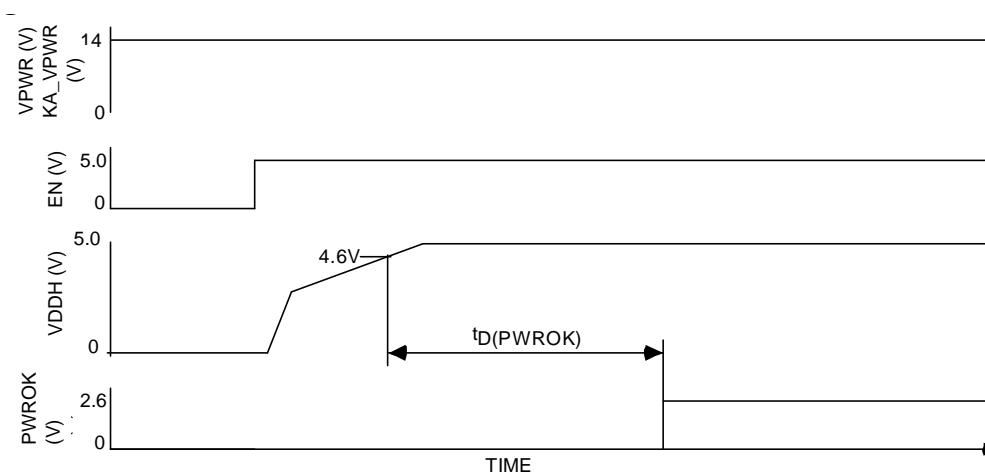 VPWR (V)
KA_VPWR
(V)
14
0
EN (V)
5.0
0
VDDH (V)
5.0
4.6V
0
tD(PWROK)
PWROK
(V)
2.6
0
TIME